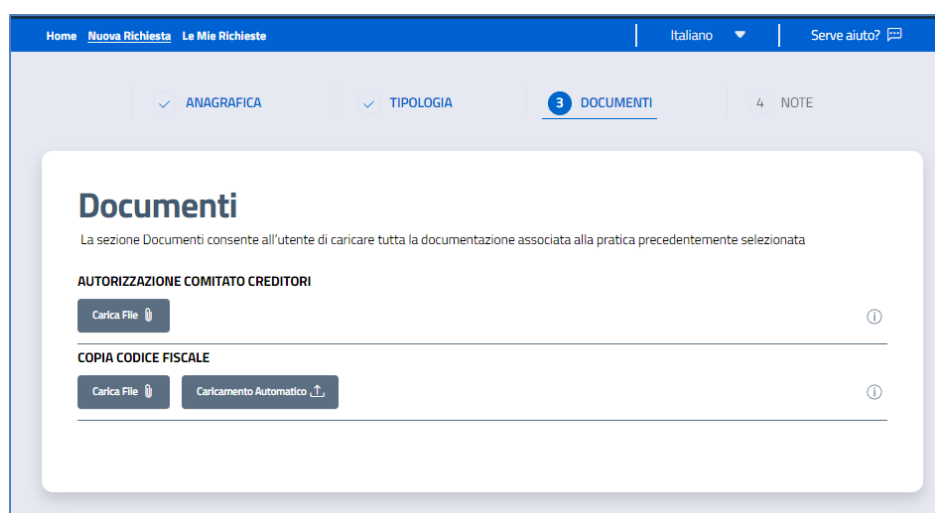 Home Nuova Richiesta Le Mie Richieste Italiano Serve aiuto?
ANAGRAFICA TIPOLOGIA 3 DOCUMENTI 4 NOTE
Documenti
La sezione Documenti consente all'utente di caricare tutta la documentazione associata alla pratica precedentemente selezionata
AUTORIZZAZIONE COMITATO CREDITORI
Carica File
COPIA CODICE FISCALE
Carica File Caricamento Automatico